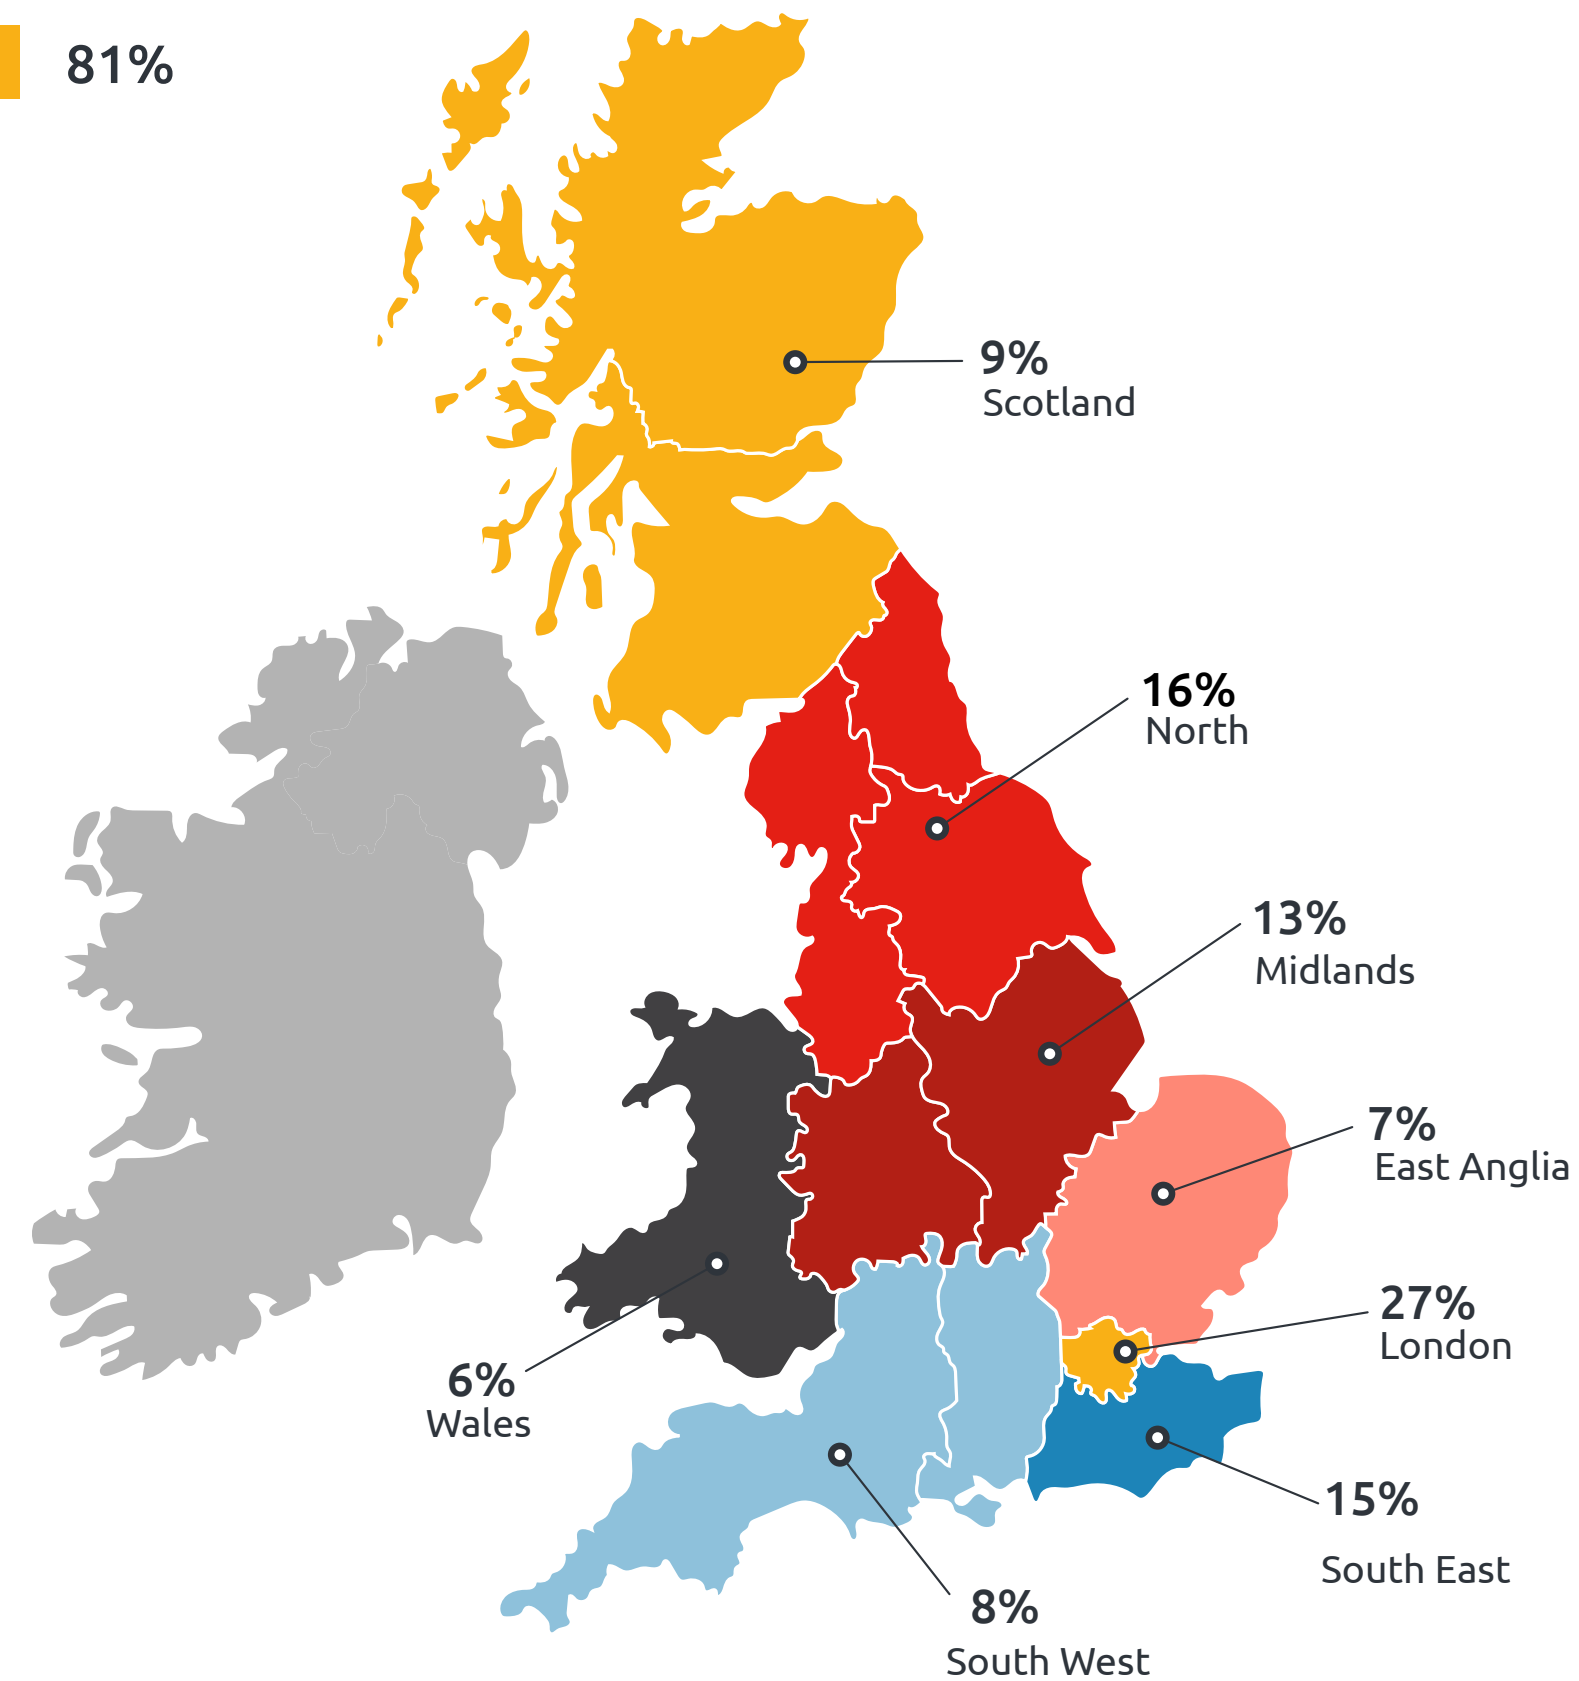 81%
9%
Scotland
16%
North
13%
Midlands
7%
East Anglia
27%
London
6%
Wales
15%
South East
8%
South West